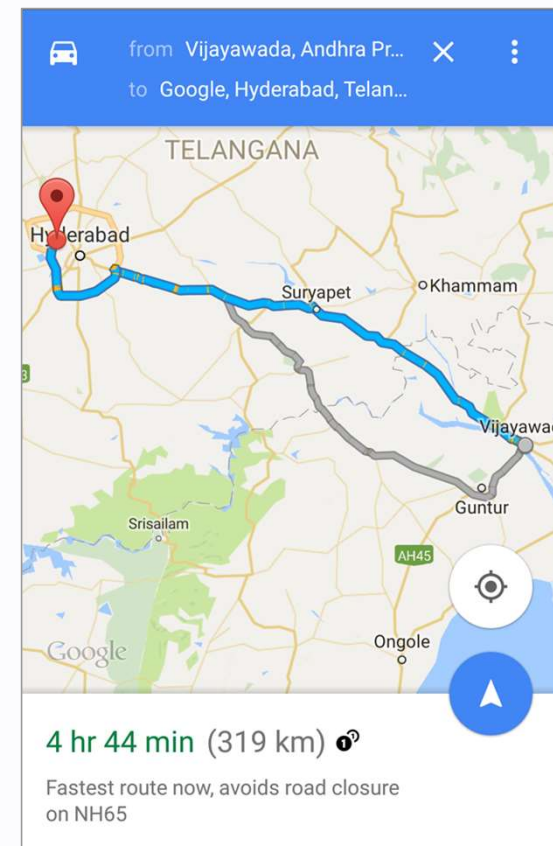 from Vijayawada, Andhra Pr...
to Google, Hyderabad, Telan...
TELANGANA
Hyderabad
Suryapet
Khammam
Vijayawa
Guntur
Srisailam
AH45
Ongole
Google
4 hr 44 min (319 km)
Fastest route now, avoids road closure
on NH65